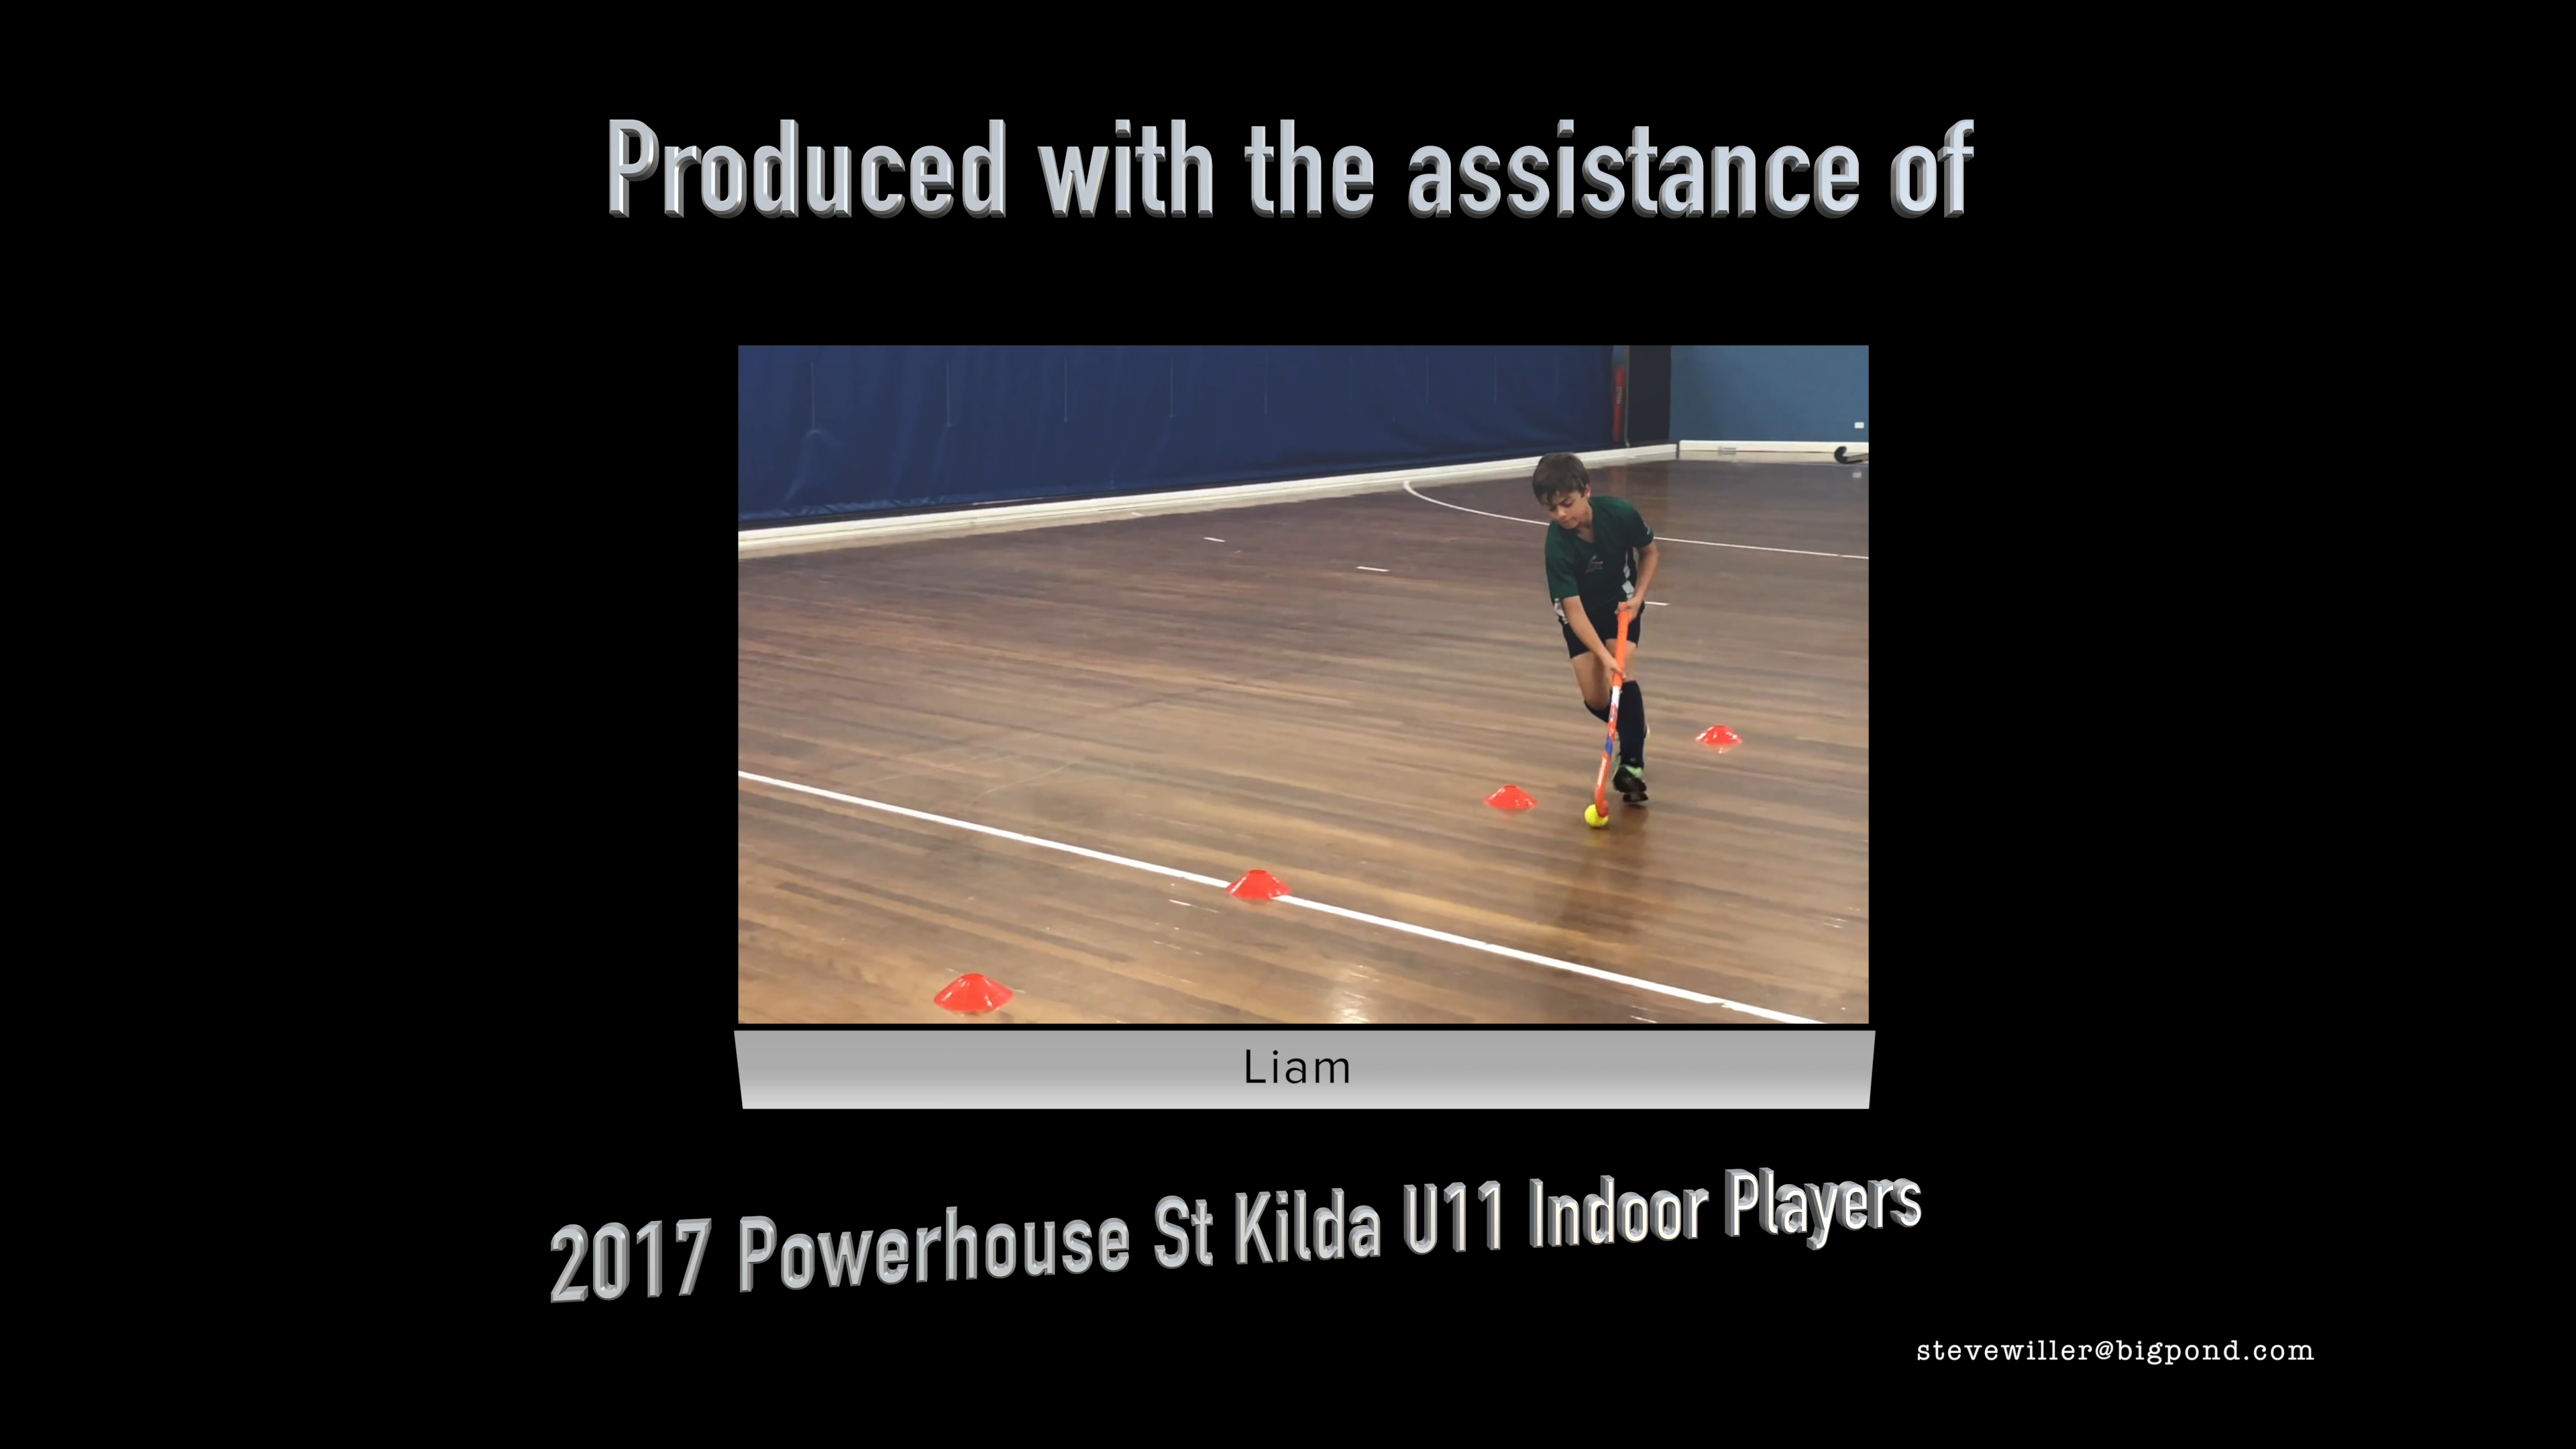 Produced with the assistance of
Liam
2017 Powerhouse St Kilda U11 Indoor Players
stevewiller@bigpond.com